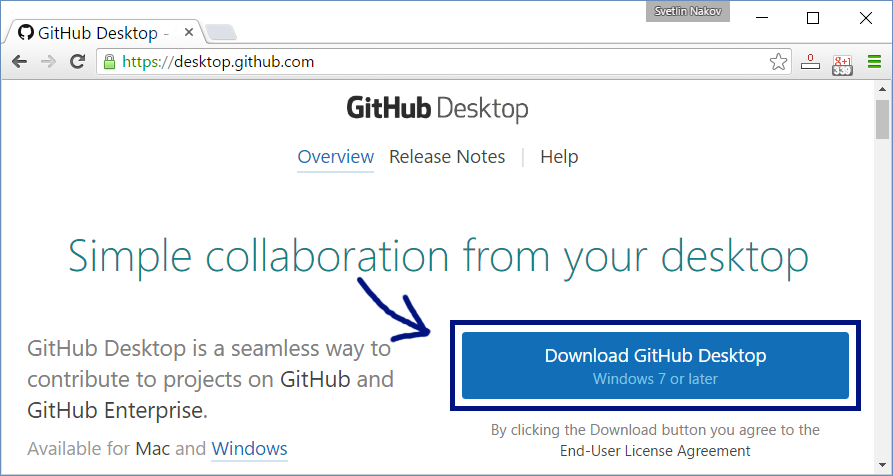 Svetlin Nakov
GitHub Desktop -
https://desktop.github.com
0
g+1
339
GitHub Desktop
Overview Release Notes | Help
Simple collaboration from your desktop
GitHub Desktop is a seamless way to
contribute to projects on GitHub and
GitHub Enterprise.
Available for Mac and Windows
Download GitHub Desktop
Windows 7 or later
By clicking the Download button you agree to the
End-User License Agreement